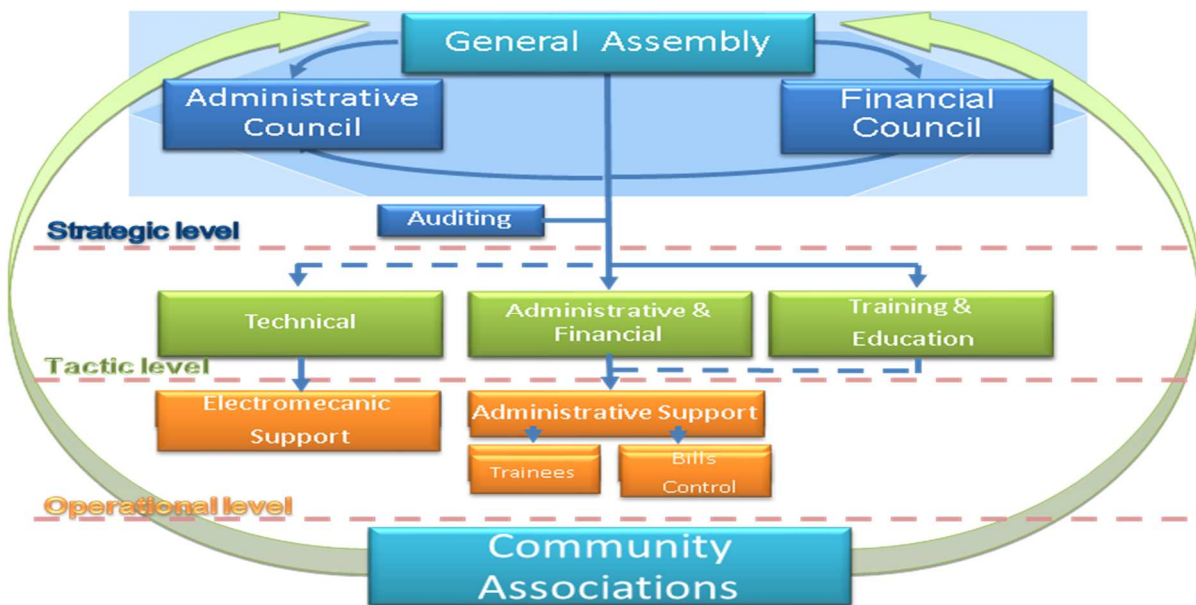 General Assembly
Administrative
Council
Financial
Council
Auditing
Strategic level
Technical
Administrative &
Financial
Training &
Education
Tactic level
Electromecanic
Support
Administrative Support
Trainees
Bills
Control
Operational level
Community
Associations